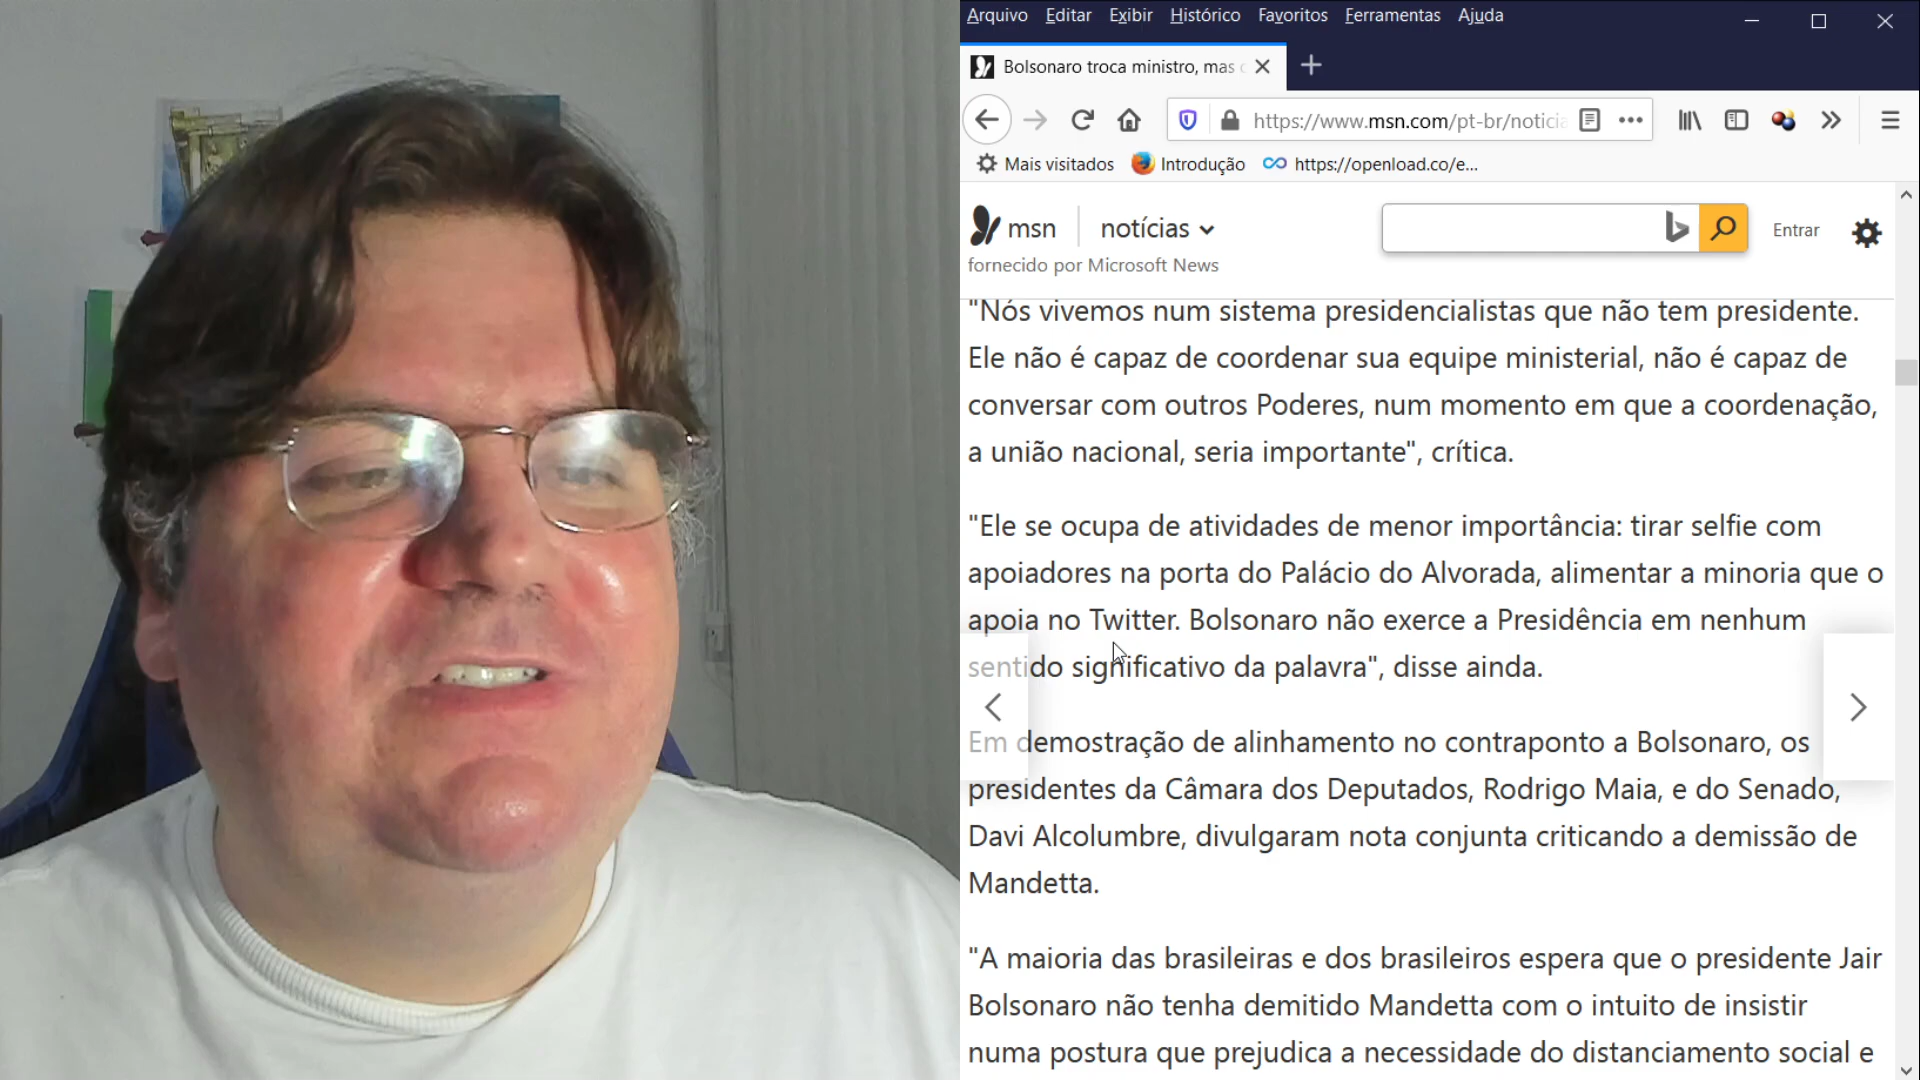 Arquivo Editar Exibir Histórico Favoritos Ferramentas Ajuda
Bolsonaro troca ministro, mas
https://www.msn.com/pt-br/noticia
Mais visitados Introdução https://openload.co/e...
msn notícias
Entrar
fornecido por Microsoft News
"Nós vivemos num sistema presidencialistas que não tem presidente.
Ele não é capaz de coordenar sua equipe ministerial, não é capaz de
conversar com outros Poderes, num momento em que a coordenação,
a união nacional, seria importante", crítica.
"Ele se ocupa de atividades de menor importância: tirar selfie com
apoiadores na porta do Palácio do Alvorada, alimentar a minoria que o
apoia no Twitter. Bolsonaro não exerce a Presidência em nenhum
sentido significativo da palavra", disse ainda.
Em demostração de alinhamento no contraponto a Bolsonaro, os
presidentes da Câmara dos Deputados, Rodrigo Maia, e do Senado,
Davi Alcolumbre, divulgaram nota conjunta criticando a demissão de
Mandetta.
"A maioria das brasileiras e dos brasileiros espera que o presidente Jair
Bolsonaro não tenha demitido Mandetta com o intuito de insistir
numa postura que prejudica a necessidade do distanciamento social e